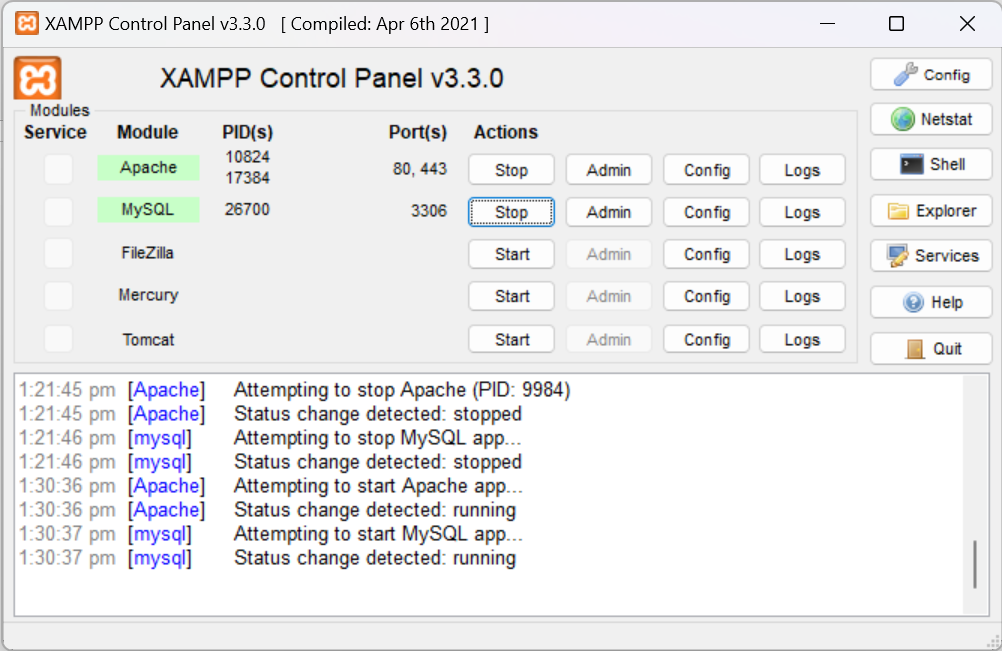 XAMPP Control Panel v3.3.0 [ Compiled: Apr 6th 2021 ]
XAMPP Control Panel v3.3.0
Config
Modules
Service Module PID(s) Port(s) Actions
Netstat
Apache 10824 17384 80, 443 Stop Admin Config Logs
Shell
MySQL 26700 3306 Stop Admin Config Logs
Explorer
FileZilla Start Admin Config Logs
Services
Mercury Start Admin Config Logs
Help
Tomcat Start Admin Config Logs
Quit
1:21:45 pm [Apache] Attempting to stop Apache (PID: 9984)
1:21:45 pm [Apache] Status change detected: stopped
1:21:46 pm [mysql] Attempting to stop MySQL app...
1:21:46 pm [mysql] Status change detected: stopped
1:30:36 pm [Apache] Attempting to start Apache app...
1:30:36 pm [Apache] Status change detected: running
1:30:37 pm [mysql] Attempting to start MySQL app...
1:30:37 pm [mysql] Status change detected: running